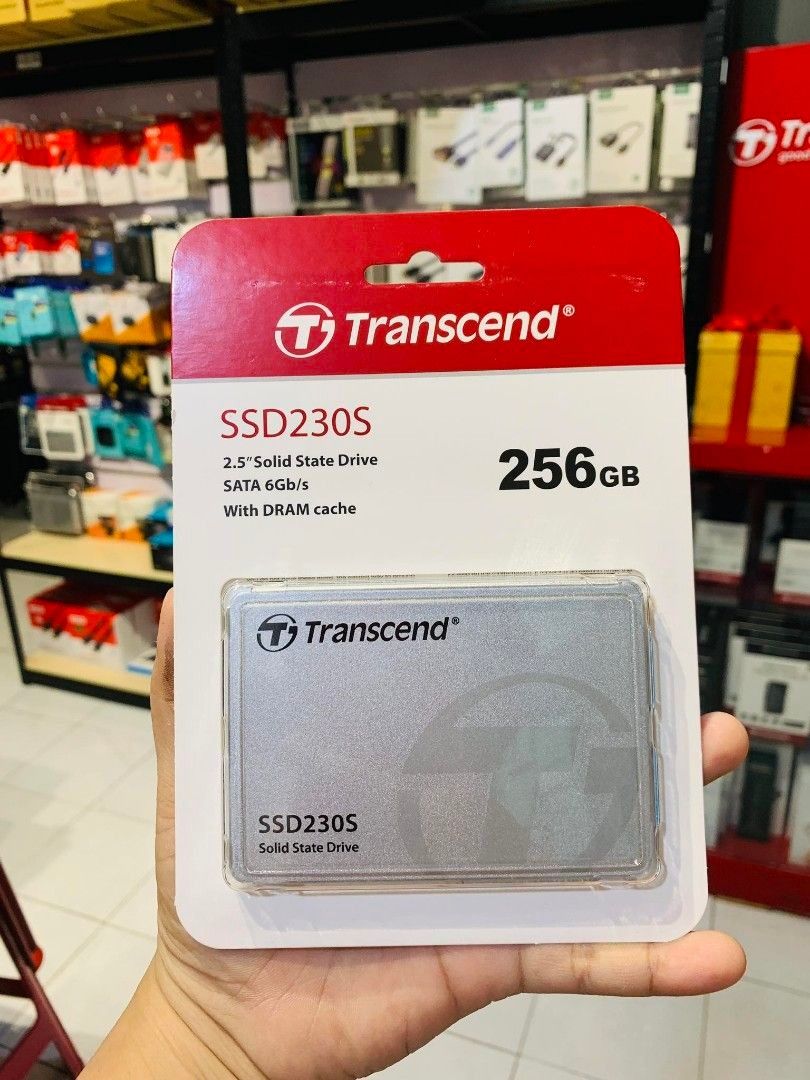 Transcend®
SSD230S
2.5" Solid State Drive
SATA 6Gb/s
With DRAM cache
256GB
Transcend®
SSD230S
Solid State Drive